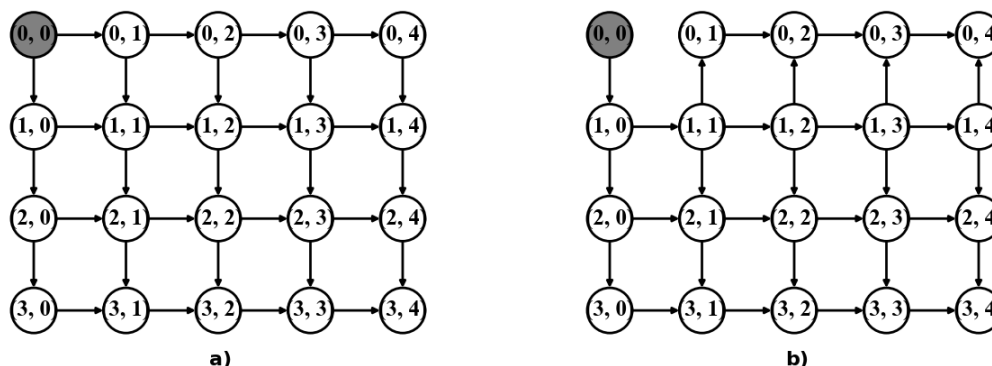 0, 0 0, 1 0, 2 0, 3 0, 4 0, 0 0, 1 0, 2 0, 3 0, 4
1, 0 1, 1 1, 2 1, 3 1, 4 1, 0 1, 1 1, 2 1, 3 1, 4
2, 0 2, 1 2, 2 2, 3 2, 4 2, 0 2, 1 2, 2 2, 3 2, 4
3, 0 3, 1 3, 2 3, 3 3, 4 3, 0 3, 1 3, 2 3, 3 3, 4
a) b)